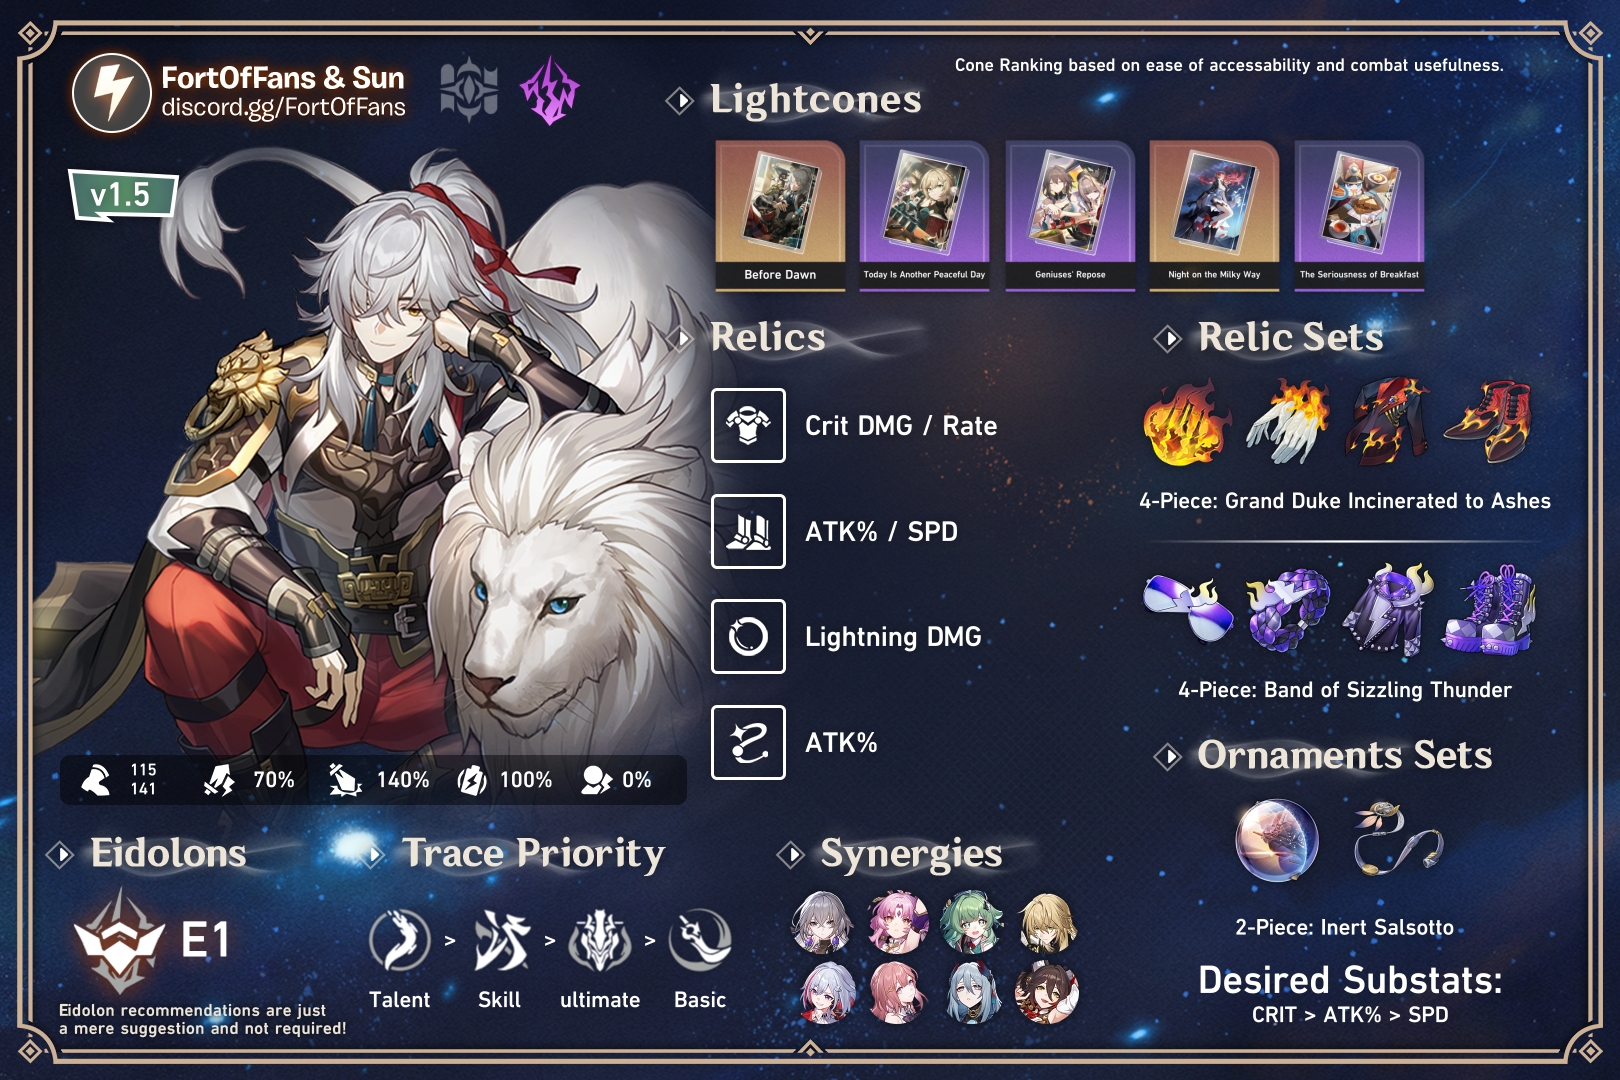 FortOfFans & Sun
discord.gg/FortOfFans
v1.5
Cone Ranking based on ease of accessability and combat usefulness.
Lightcones
Before Dawn
Today Is Another Peaceful Day
Geniuses' Repose
Night on the Milky Way
The Seriousness of Breakfast
Relics
Crit DMG / Rate
ATK% / SPD
Lightning DMG
ATK%
Relic Sets
4-Piece: Grand Duke Incinerated to Ashes
4-Piece: Band of Sizzling Thunder
Ornaments Sets
2-Piece: Inert Salsotto
Desired Substats:
CRIT > ATK% > SPD
115
141
70%
140%
100%
0%
Eidolons
E1
Eidolon recommendations are just
a mere suggestion and not required!
Trace Priority
> > >
Talent
Skill
ultimate
Basic
Synergies